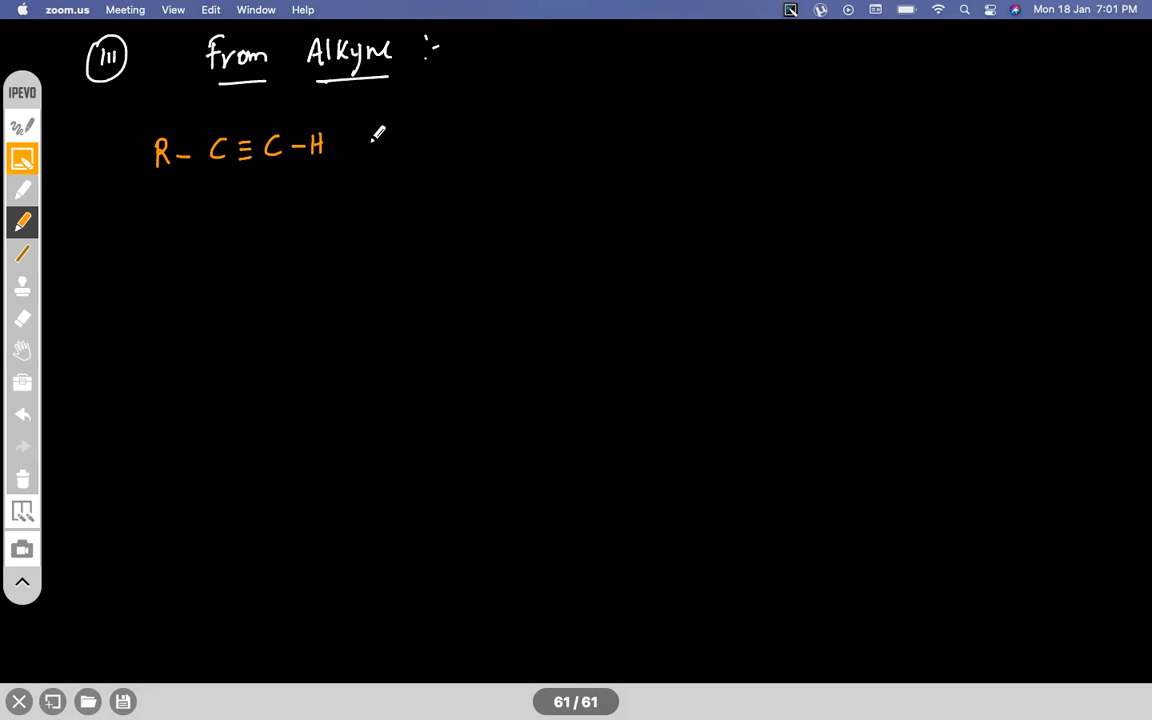 zoom.us Meeting View Edit Window Help Mon 18 Jan 7:01 PM
III From Alkyne :-
IPEVO
R - C ≡ C - H
61 / 61